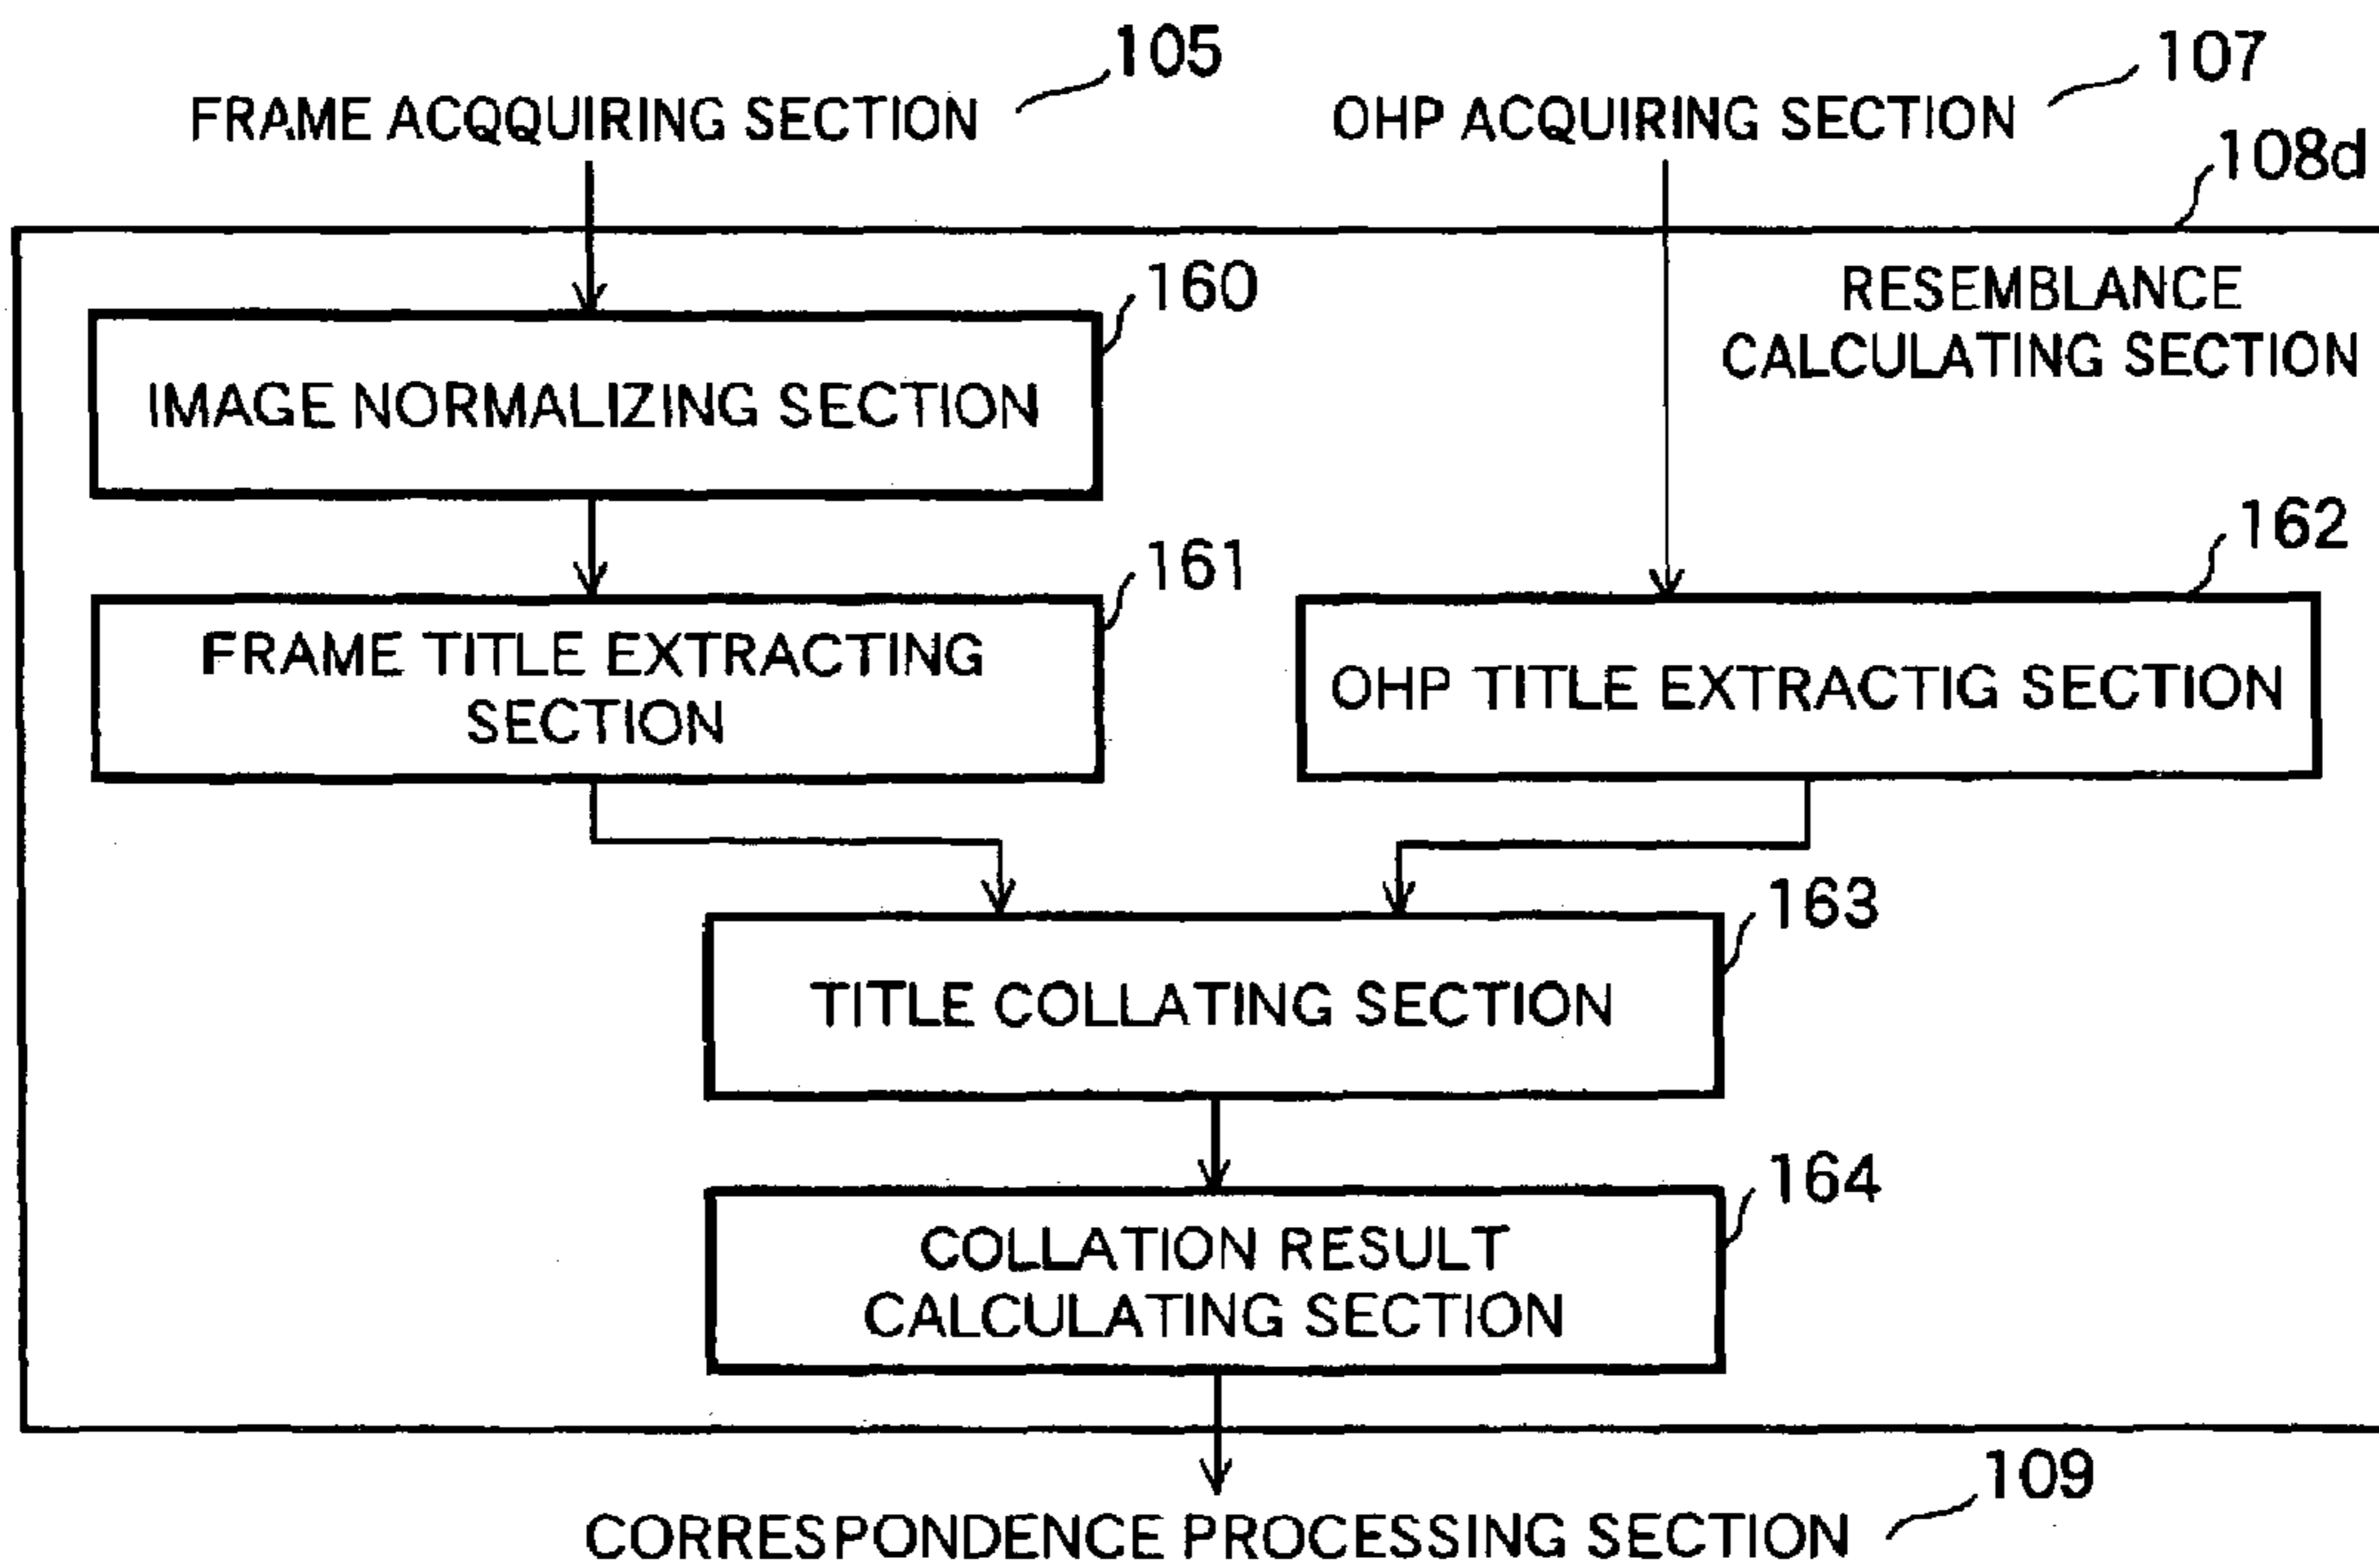 105
107
FRAME ACQQUIRING SECTION
OHP ACQUIRING SECTION
108d
160
RESEMBLANCE
CALCULATING SECTION
IMAGE NORMALIZING SECTION
161
162
FRAME TITLE EXTRACTING
SECTION
OHP TITLE EXTRACTIG SECTION
163
TITLE COLLATING SECTION
164
COLLATION RESULT
CALCULATING SECTION
109
CORRESPONDENCE PROCESSING SECTION